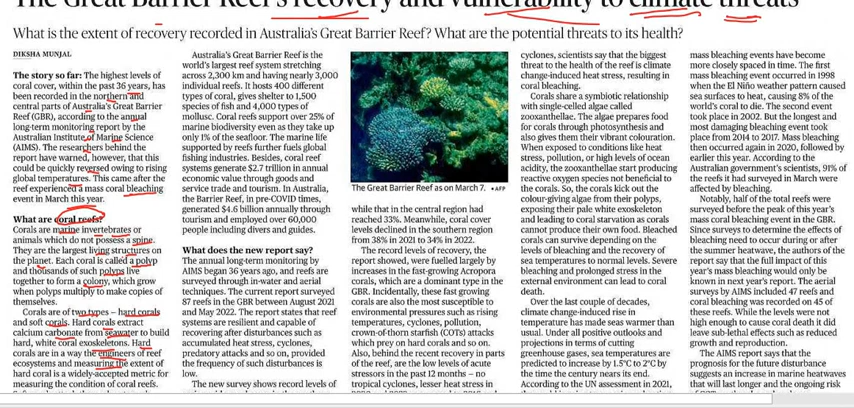 The Great Barrier Reef's recovery and vulnerability to climate threats
What is the extent of recovery recorded in Australia's Great Barrier Reef? What are the potential threats to its health?
DIKSHA MUNJAL
The story so far: The highest levels of
coral cover, within the past 36 years, has
been recorded in the northern and
central parts of Australia's Great Barrier
Reef (GBR), according to the annual
long-term monitoring report by the
Australian Institute of Marine Science
(AIMS). The researchers behind the
report have warned, however, that this
could be quickly reversed owing to rising
global temperatures. This came after the
reef experienced a mass coral bleaching
event in March this year.
What are coral reefs?
Corals are marine invertebrates or
animals which do not possess a spine.
They are the largest living structures on
the planet. Each coral is called a polyp
and thousands of such polyps live
together to form a colony, which grow
when polyps multiply to make copies of
themselves.
Corals are of two types — hard corals
and soft corals. Hard corals extract
calcium carbonate from seawater to build
hard, white coral exoskeletons. Hard
corals are in a way the engineers of reef
ecosystems and measuring the extent of
hard coral is a widely-accepted metric for
measuring the condition of coral reefs.
Australia's Great Barrier Reef is the
world's largest reef system stretching
across 2,300 km and having nearly 3,000
individual reefs. It hosts 400 different
types of coral, gives shelter to 1,500
species of fish and 4,000 types of
mollusc. Coral reefs support over 25% of
marine biodiversity even as they take up
only 1% of the seafloor. The marine life
supported by reefs further fuels global
fishing industries. Besides, coral reef
systems generate $2.7 trillion in annual
economic value through goods and
service trade and tourism. In Australia,
the Barrier Reef, in pre-COVID times,
generated $4.6 billion annually through
tourism and employed over 60,000
people including divers and guides.
What does the new report say?
The annual long-term monitoring by
AIMS began 36 years ago, and reefs are
surveyed through in-water and aerial
techniques. The current report surveyed
87 reefs in the GBR between August 2021
and May 2022. The report states that reef
systems are resilient and capable of
recovering after disturbances such as
accumulated heat stress, cyclones,
predatory attacks and so on, provided
the frequency of such disturbances is
low.
The new survey shows record levels of
The Great Barrier Reef as on March 7. • AFP
while that in the central region had
reached 33%. Meanwhile, coral cover
levels declined in the southern region
from 38% in 2021 to 34% in 2022.
The record levels of recovery, the
report showed, were fuelled largely by
increases in the fast-growing Acropora
corals, which are a dominant type in the
GBR. Incidentally, these fast growing
corals are also the most susceptible to
environmental pressures such as rising
temperatures, cyclones, pollution,
crown-of-thorn starfish (COTs) attacks
which prey on hard corals and so on.
Also, behind the recent recovery in parts
of the reef, are the low levels of acute
stressors in the past 12 months — no
tropical cyclones, lesser heat stress in
cyclones, scientists say that the biggest
threat to the health of the reef is climate
change-induced heat stress, resulting in
coral bleaching.
Corals share a symbiotic relationship
with single-celled algae called
zooxanthellae. The algae prepares food
for corals through photosynthesis and
also gives them their vibrant colouration.
When exposed to conditions like heat
stress, pollution, or high levels of ocean
acidity, the zooxanthellae start producing
reactive oxygen species not beneficial to
the corals. So, the corals kick out the
colour-giving algae from their polyps,
exposing their pale white exoskeleton
and leading to coral starvation as corals
cannot produce their own food. Bleached
corals can survive depending on the
levels of bleaching and the recovery of
sea temperatures to normal levels. Severe
bleaching and prolonged stress in the
external environment can lead to coral
death.
Over the last couple of decades,
climate change-induced rise in
temperature has made seas warmer than
usual. Under all positive outlooks and
projections in terms of cutting
greenhouse gases, sea temperatures are
predicted to increase by 1.5°C to 2°C by
the time the century nears its end.
According to the UN assessment in 2021,
mass bleaching events have become
more closely spaced in time. The first
mass bleaching event occurred in 1998
when the El Niño weather pattern caused
sea surfaces to heat, causing 8% of the
world's coral to die. The second event
took place in 2002. But the longest and
most damaging bleaching event took
place from 2014 to 2017. Mass bleaching
then occurred again in 2020, followed by
earlier this year. According to the
Australian government's scientists, 91% of
the reefs it had surveyed in March were
affected by bleaching.
Notably, half of the total reefs were
surveyed before the peak of this year's
mass coral bleaching event in the GBR.
Since surveys to determine the effects of
bleaching need to occur during or after
the summer heatwave, the authors of the
report say that the full impact of this
year's mass bleaching would only be
known in next year's report. The aerial
surveys by AIMS included 47 reefs and
coral bleaching was recorded on 45 of
these reefs. While the levels were not
high enough to cause coral death it did
leave sub-lethal effects such as reduced
growth and reproduction.
The AIMS report says that the
prognosis for the future disturbance
suggests an increase in marine heatwaves
that will last longer and the ongoing risk